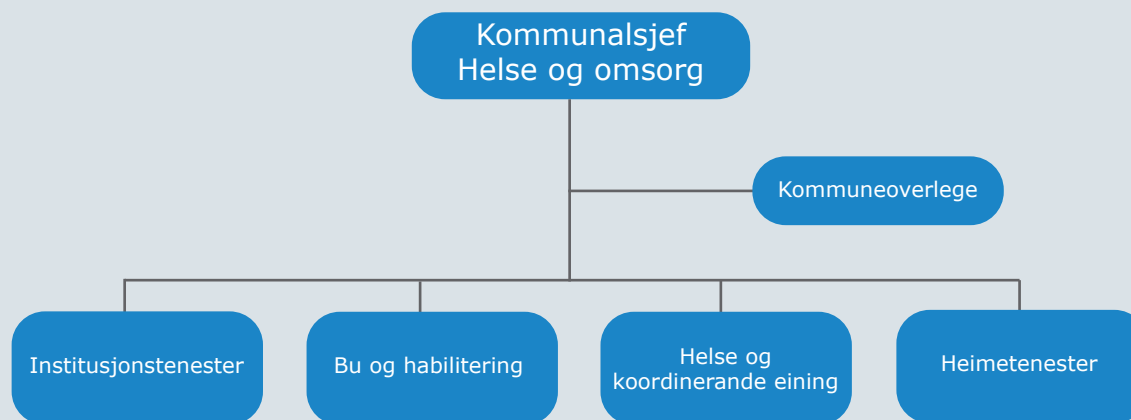 Kommunalsjef
Helse og omsorg
Kommuneoverlege
Institusjonstenester
Bu og habilitering
Helse og
koordinerande eining
Heimetenester